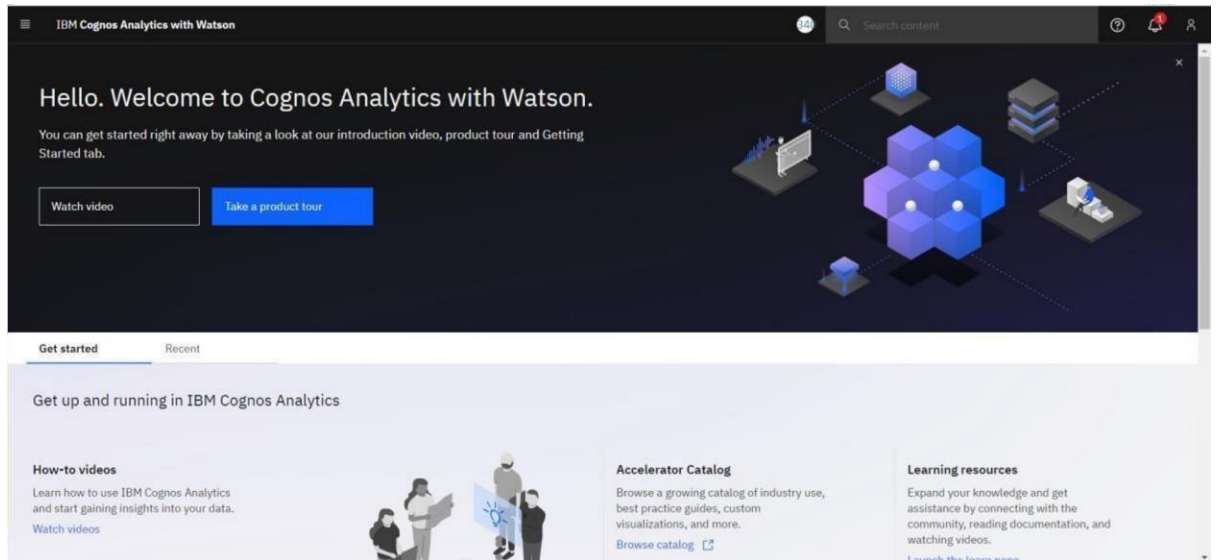 IBM Cognos Analytics with Watson
Search content
1
Hello. Welcome to Cognos Analytics with Watson.
You can get started right away by taking a look at our introduction video, product tour and Getting
Started tab.
Watch video
Take a product tour
Get started
Recent
Get up and running in IBM Cognos Analytics
How-to videos
Learn how to use IBM Cognos Analytics
and start gaining insights into your data.
Watch videos
Accelerator Catalog
Browse a growing catalog of industry use,
best practice guides, custom
visualizations, and more.
Browse catalog
Learning resources
Expand your knowledge and get
assistance by connecting with the
community, reading documentation, and
watching videos.
Launch the learn page